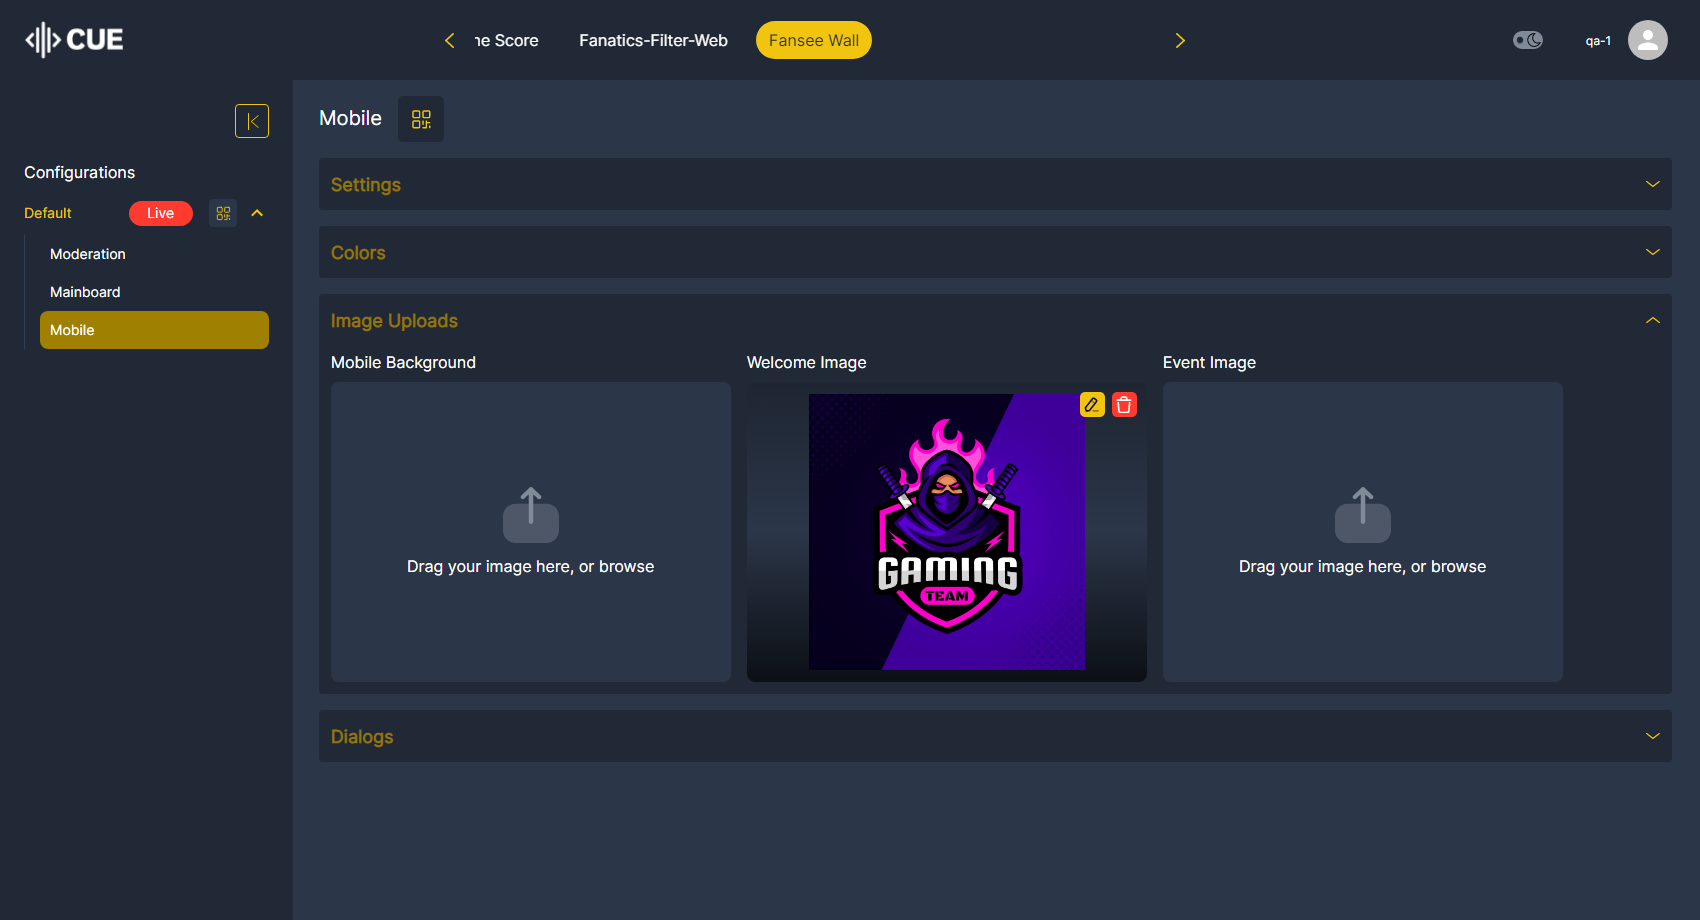 CUE
ne Score
Fanatics-Filter-Web
Fansee Wall
qa-1
Configurations
Default
Live
Moderation
Mainboard
Mobile
Mobile
Settings
Colors
Image Uploads
Mobile Background
Welcome Image
Event Image
Drag your image here, or browse
GAMING
TEAM
Drag your image here, or browse
Dialogs